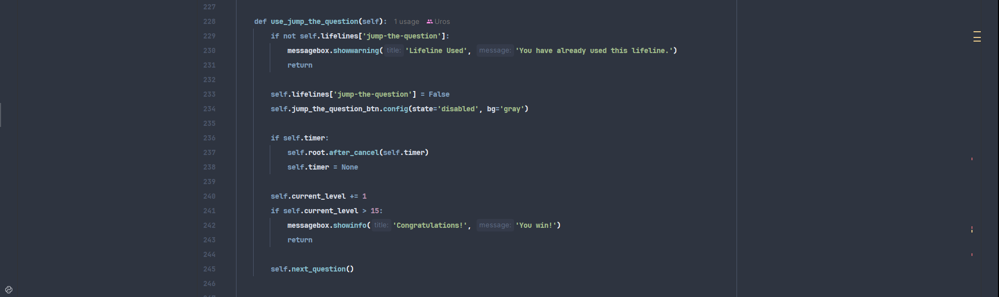 227
228 def use_jump_the_question(self): 1 usage Uros
229 if not self.lifelines['jump-the-question']:
230 messagebox.showwarning( title: 'Lifeline Used', message: 'You have already used this lifeline.')
231 return
232
233 self.lifelines['jump-the-question'] = False
234 self.jump_the_question_btn.config(state='disabled', bg='gray')
235
236 if self.timer:
237 self.root.after_cancel(self.timer)
238 self.timer = None
239
240 self.current_level += 1
241 if self.current_level > 15:
242 messagebox.showinfo( title: 'Congratulations!', message: 'You win!')
243 return
244
245 self.next_question()
246